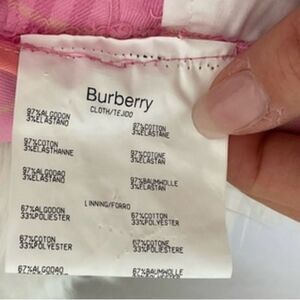 Burberry
CLOTH/TEJIDO
97%ALGODON 97%COTTON
3%ELASTANO 3%ELASTANE
97%COTON 97%COTONE
3%ELASTHANNE 3%ELASTAN
97%ALGODAO 97%BAUMWOLLE
3%ELASTANO 3%ELASTAN
LINNING/FORRO
67%ALGODON 67%COTTON
33%POLIESTER 33%POLYESTER
67%COTON 67%COTONE
33%POLYESTER 33%POLIESTERE
67%ALGODAO 67%BAUMWOLLE